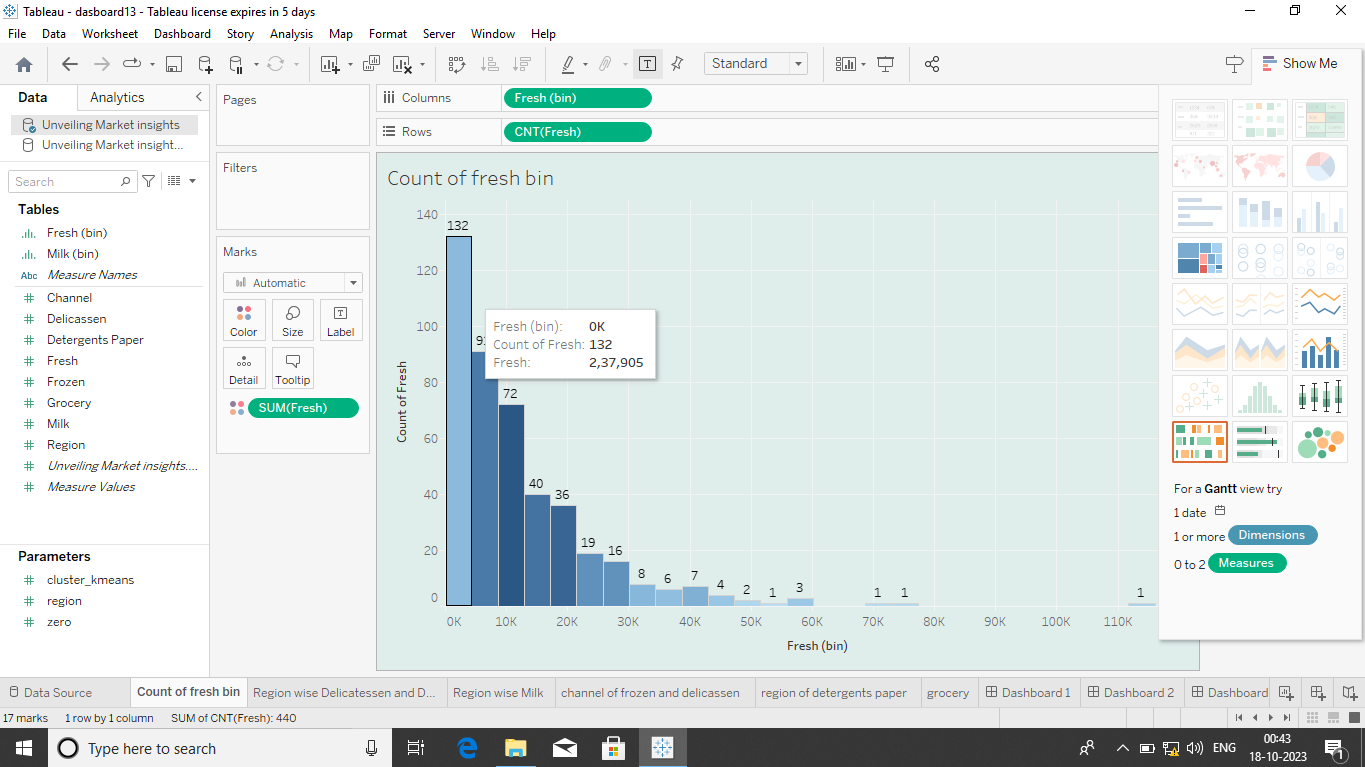 Tableau - dasboard13 - Tableau license expires in 5 days
File Data Worksheet Dashboard Story Analysis Map Format Server Window Help
Standard
Show Me
Data Analytics
Unveiling Market insights
Unveiling Market insight...
Search
Tables
Fresh (bin)
Milk (bin)
Abc Measure Names
Channel
Delicassen
Detergents Paper
Fresh
Frozen
Grocery
Milk
Region
Unveiling Market insights....
Measure Values
Parameters
cluster_kmeans
region
zero
Pages
Filters
Marks
Automatic
Color Size Label
Detail Tooltip
SUM(Fresh)
Columns Fresh (bin)
Rows CNT(Fresh)
Count of fresh bin
Count of Fresh
140
120
100
80
60
40
20
0
132
72
40
36
19
16
8
6
7
4
2
1
3
1
1
1
Fresh (bin): 0K
Count of Fresh: 132
Fresh: 2,37,905
0K 10K 20K 30K 40K 50K 60K 70K 80K 90K 100K 110K
Fresh (bin)
For a Gantt view try
1 date
1 or more Dimensions
0 to 2 Measures
Data Source Count of fresh bin Region wise Delicatessen and D... Region wise Milk channel of frozen and delicassen region of detergents paper grocery Dashboard 1 Dashboard 2 Dashboard
17 marks 1 row by 1 column SUM of CNT(Fresh): 440
Type here to search
ENG
00:43
18-10-2023
1